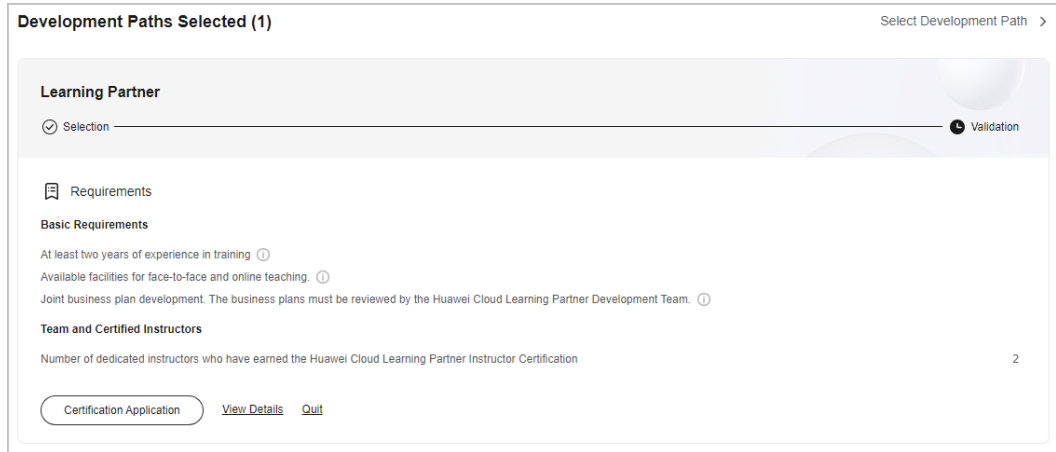 Development Paths Selected (1)
Select Development Path
Learning Partner
Selection
Validation
Requirements
Basic Requirements
At least two years of experience in training
Available facilities for face-to-face and online teaching.
Joint business plan development. The business plans must be reviewed by the Huawei Cloud Learning Partner Development Team.
Team and Certified Instructors
Number of dedicated instructors who have earned the Huawei Cloud Learning Partner Instructor Certification 2
Certification Application View Details Quit